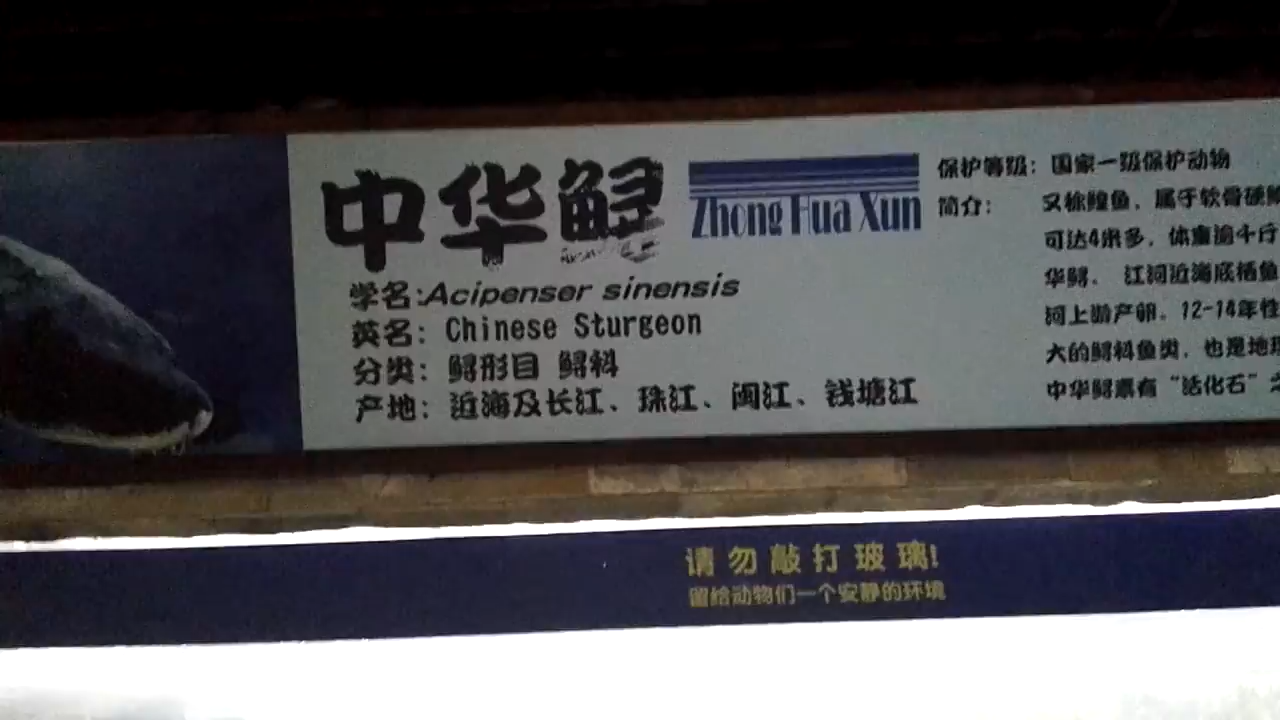 中华鲟
Zhong Hua Xun
学名:Acipenser sinensis
英名: Chinese Sturgeon
分类: 鲟形目 鲟科
产地: 近海及长江、珠江、闽江、钱塘江
保护等级: 国家一级保护动物
简介: 又称鳇鱼，属于软骨硬鳞
可达4米多，体重逾千斤
华鲟. 江河近海底栖鱼
河上游产卵。12-14年性
大的鲟科鱼类，也是地球
中华鲟素有“活化石”之
请勿敲打玻璃!
留给动物们一个安静的环境